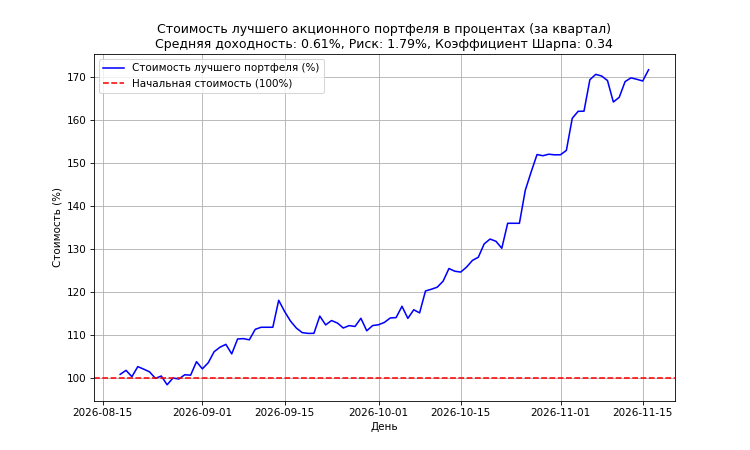 Стоимость лучшего акционного портфеля в процентах (за квартал)
Средняя доходность: 0.61%, Риск: 1.79%, Коэффициент Шарпа: 0.34
Стоимость лучшего портфеля (%)
Начальная стоимость (100%)
Стоимость (%)
170
160
150
140
130
120
110
100
2026-08-15
2026-09-01
2026-09-15
2026-10-01
2026-10-15
2026-11-01
2026-11-15
День